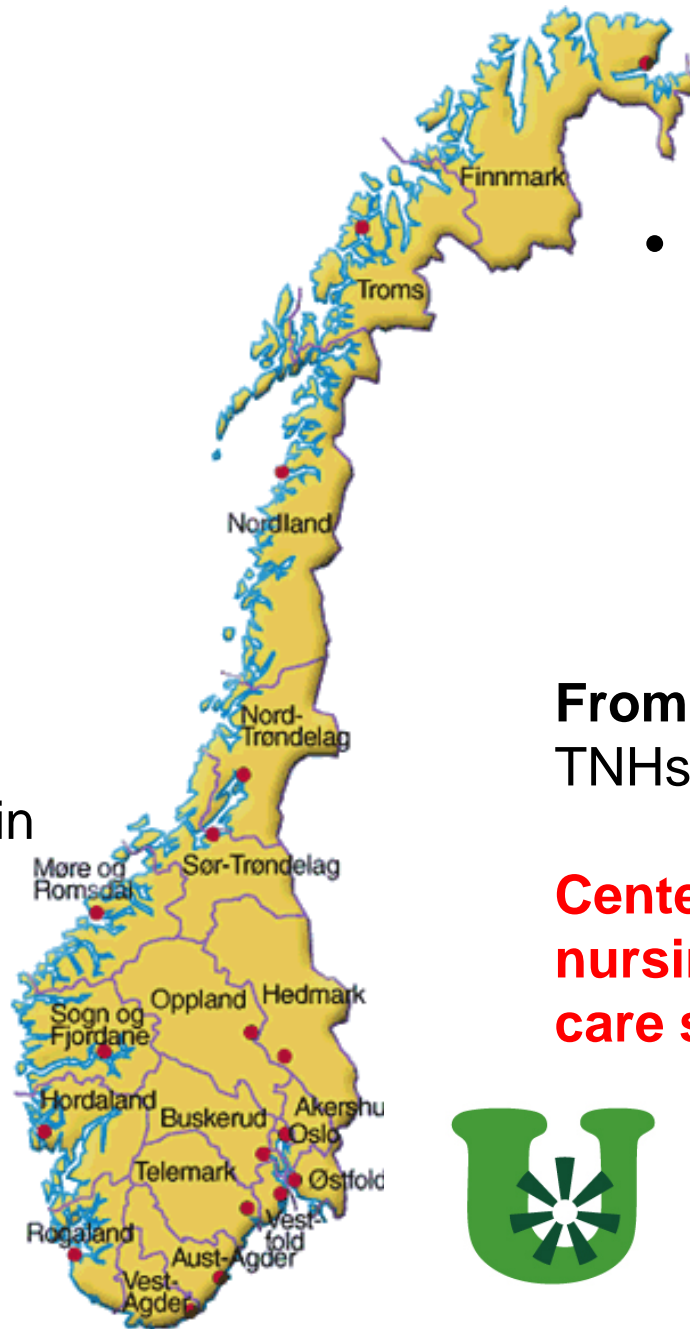 Finnmark
•
Troms
Nordland
From
TNHs
Nord-
Trøndelag
in
Sør-Trøndelag
Møre og
Romsdal
Cente
nursin
care s
Oppland
Hedmark
Sogn og
Fjordane
Hordaland
Buskerud
Akershu
Oslo
Telemark
Østfold
Vest-
fold
Rogaland
Aust-Agder
Vest-
Agder
U